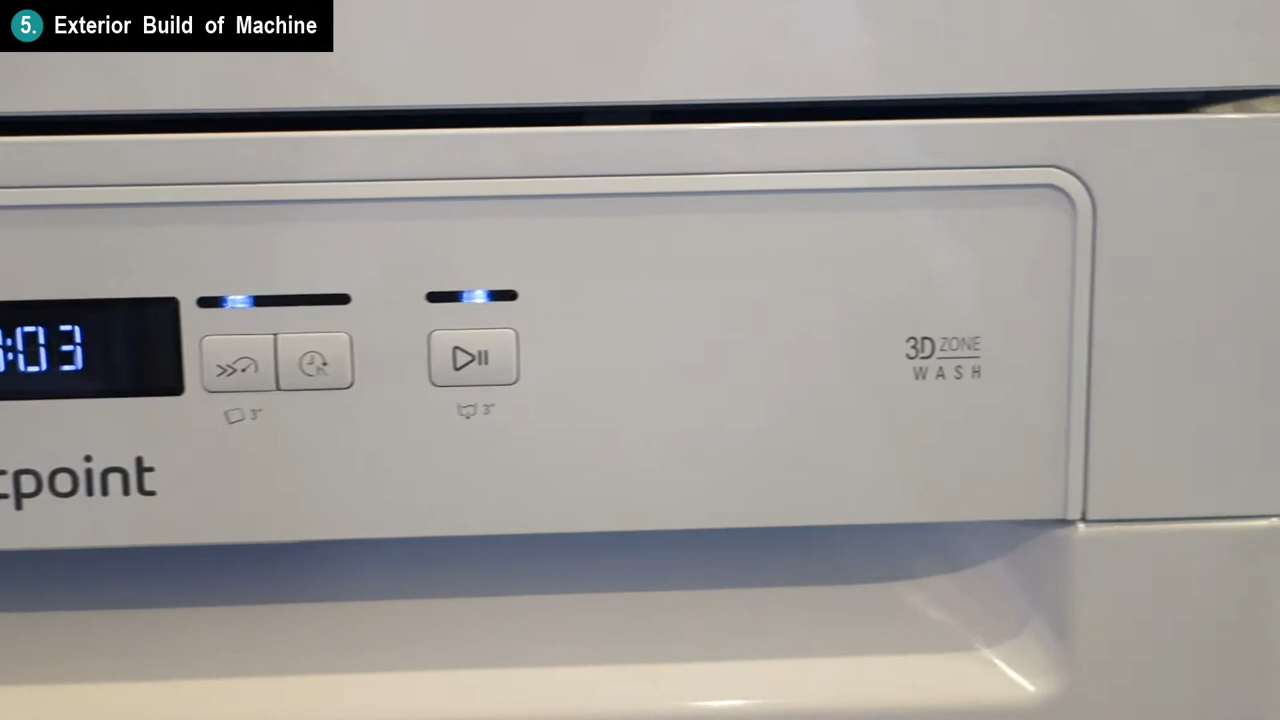 5. Exterior Build of Machine
:03
3"
3"
3D ZONE
WASH
tpoint